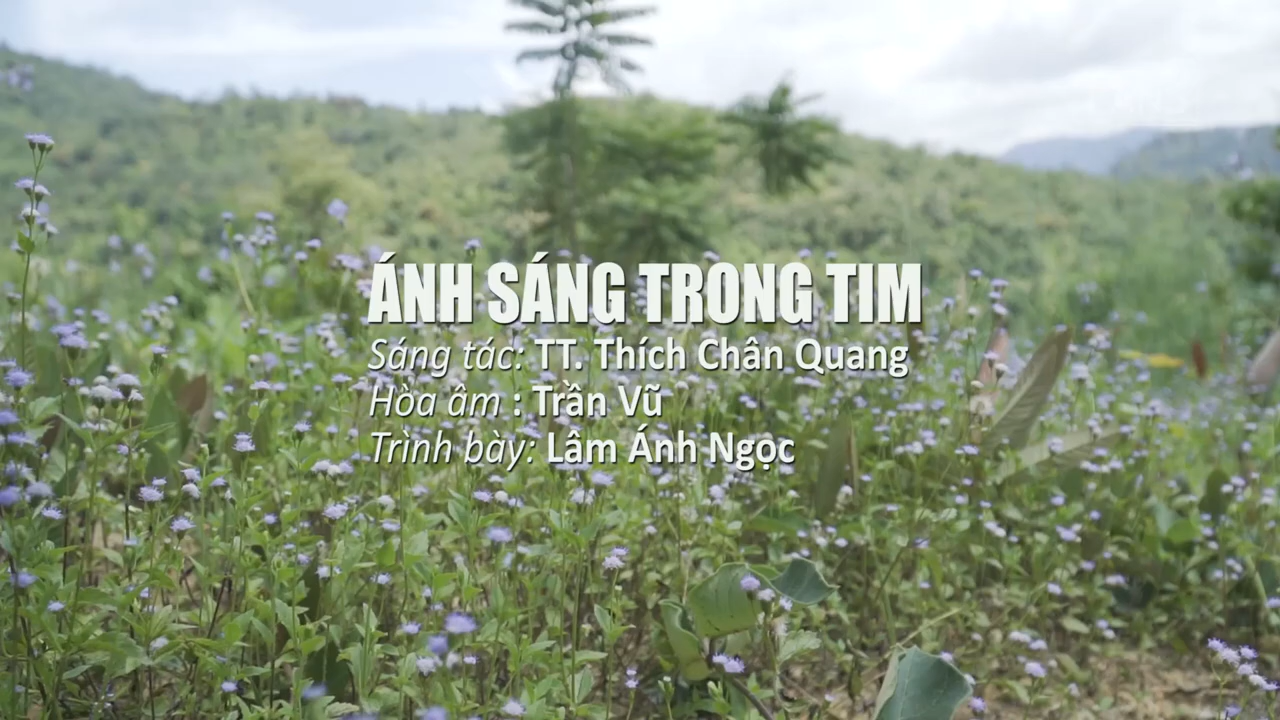 ÁNH SÁNG TRONG TIM
Sáng tác: TT. Thích Chân Quang
Hòa âm : Trần Vũ
Trình bày: Lâm Ánh Ngọc